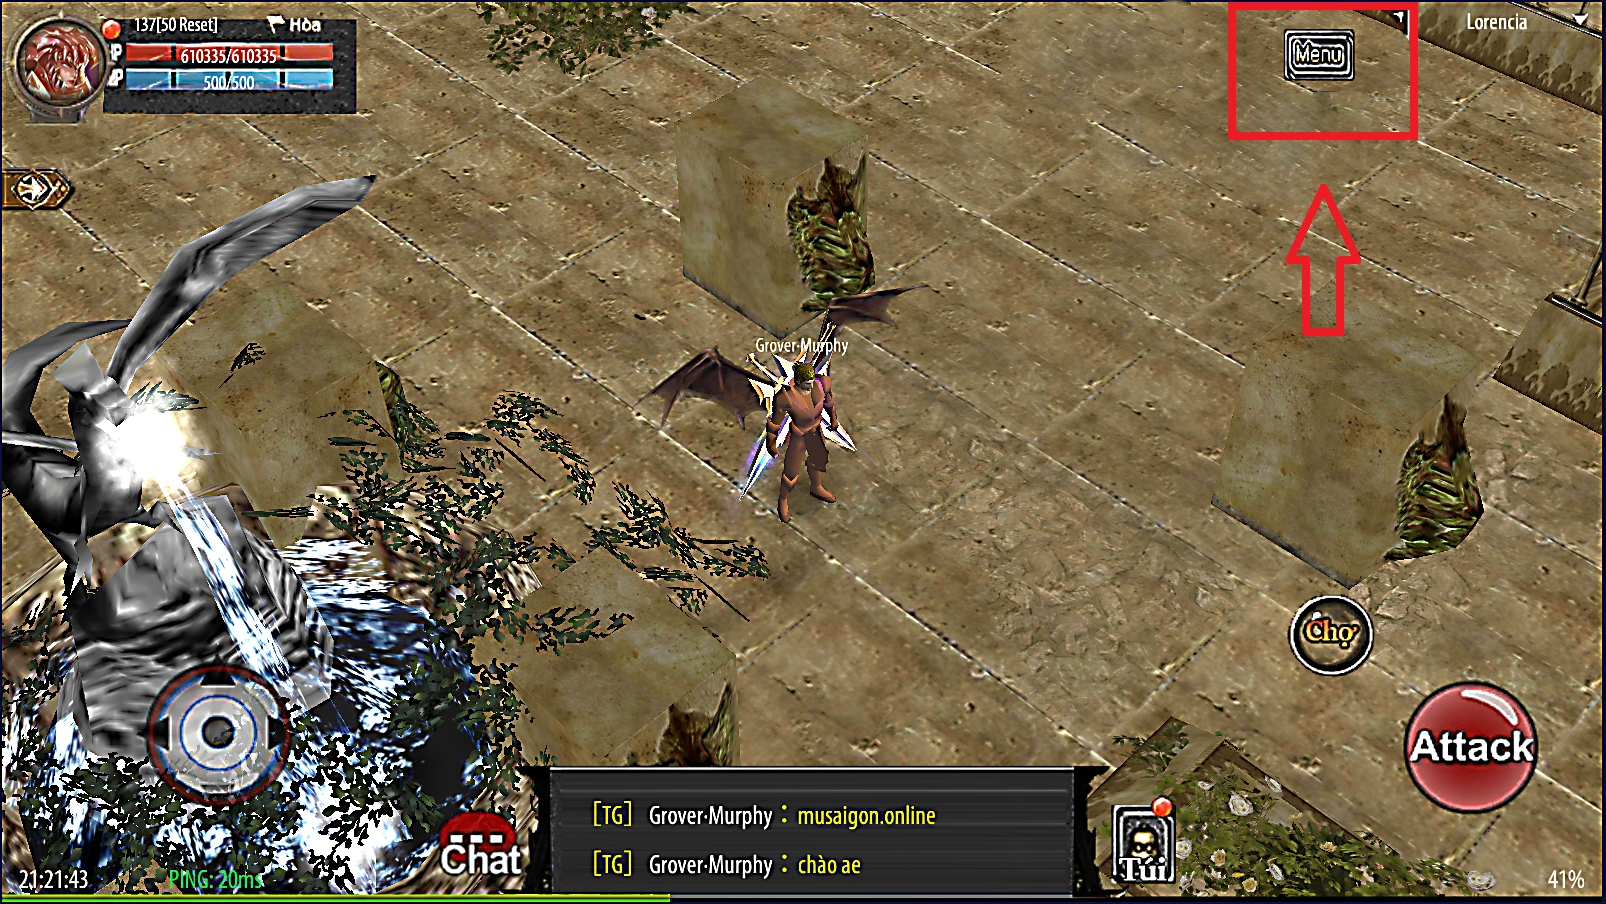 137[50 Reset]
Hòa
610335/610335
500/500
Menu
Lorencia
Grover·Murphy
Chợ
Attack
[TG] Grover·Murphy : musaigon.online
[TG] Grover·Murphy : chào ae
Chat
Túi
21:21:43
PING: 20ms
41%